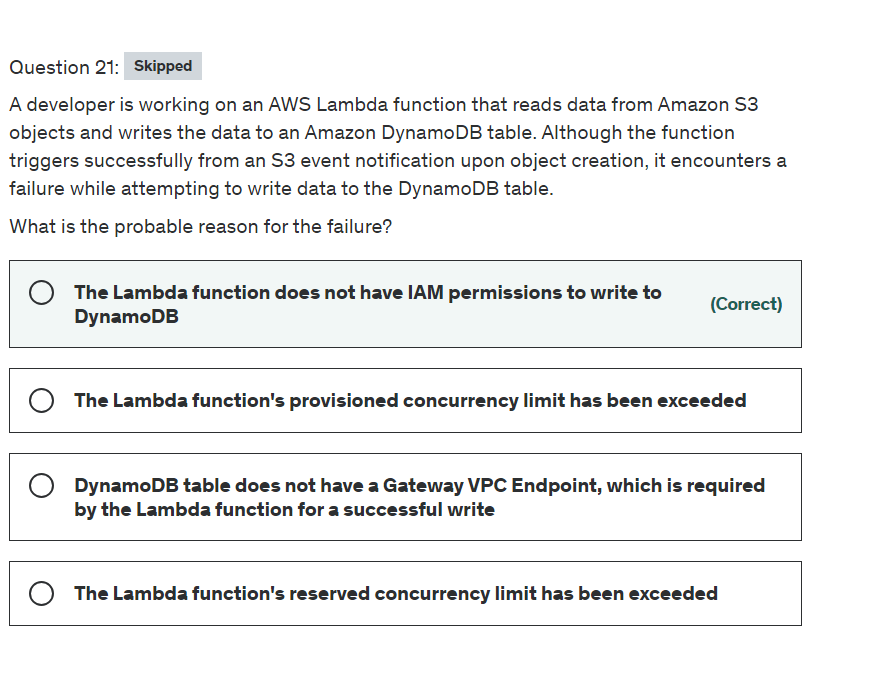 Question 21: Skipped
A developer is working on an AWS Lambda function that reads data from Amazon S3
objects and writes the data to an Amazon DynamoDB table. Although the function
triggers successfully from an S3 event notification upon object creation, it encounters a
failure while attempting to write data to the DynamoDB table.
What is the probable reason for the failure?
The Lambda function does not have IAM permissions to write to
DynamoDB
(Correct)
The Lambda function's provisioned concurrency limit has been exceeded
DynamoDB table does not have a Gateway VPC Endpoint, which is required
by the Lambda function for a successful write
The Lambda function's reserved concurrency limit has been exceeded